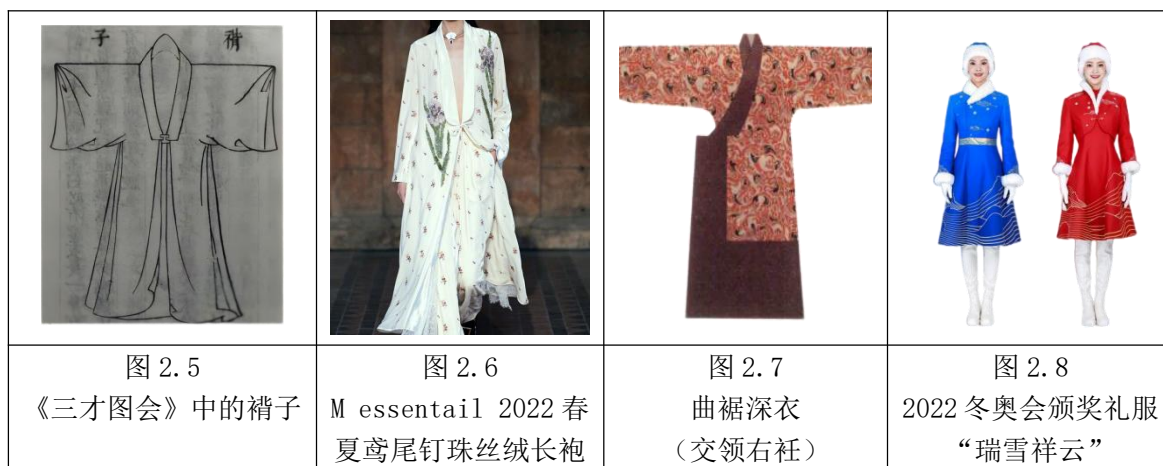 子 褙
图 2.5
《三才图会》中的褙子
图 2.6
M essentail 2022 春
夏鸢尾钉珠丝绒长袍
图 2.7
曲裾深衣
（交领右衽）
图 2.8
2022 冬奥会颁奖礼服
“瑞雪祥云”